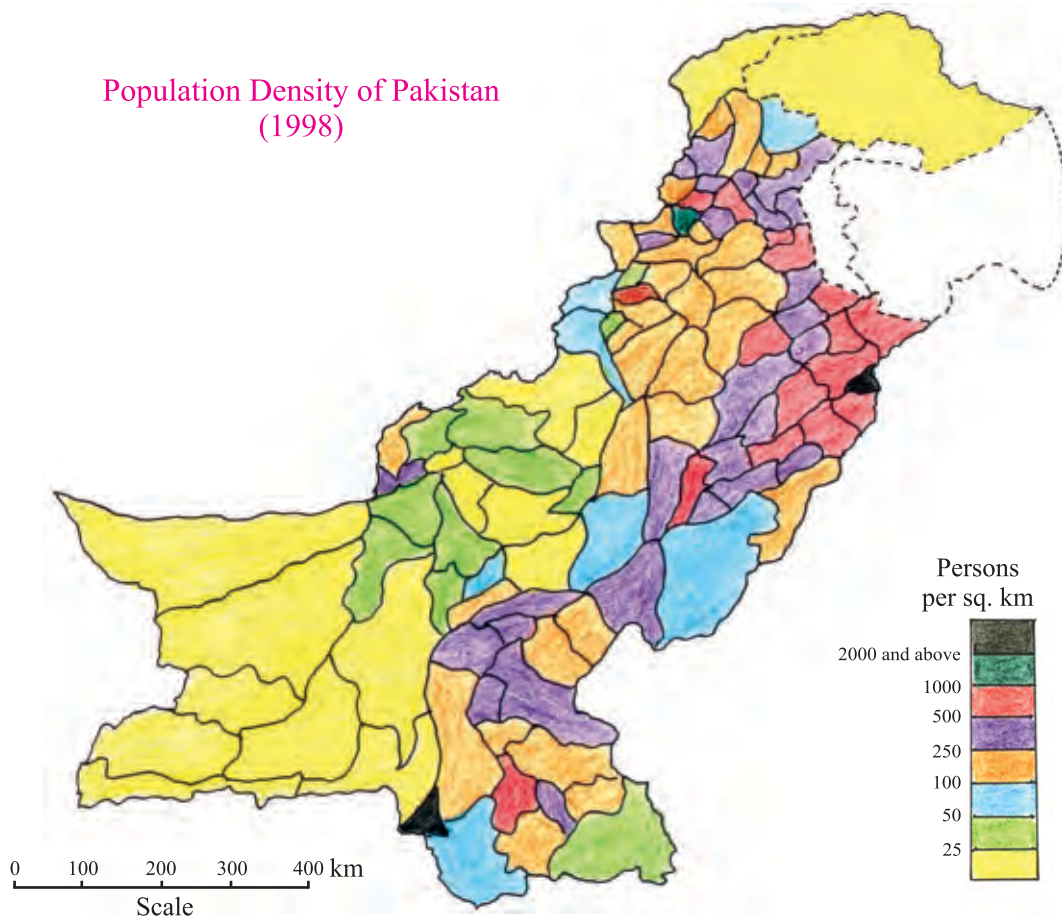 Population Density of Pakistan
(1998)
Persons
per sq. km
2000 and above
1000
500
250
100
50
25
0 100 200 300 400 km
Scale